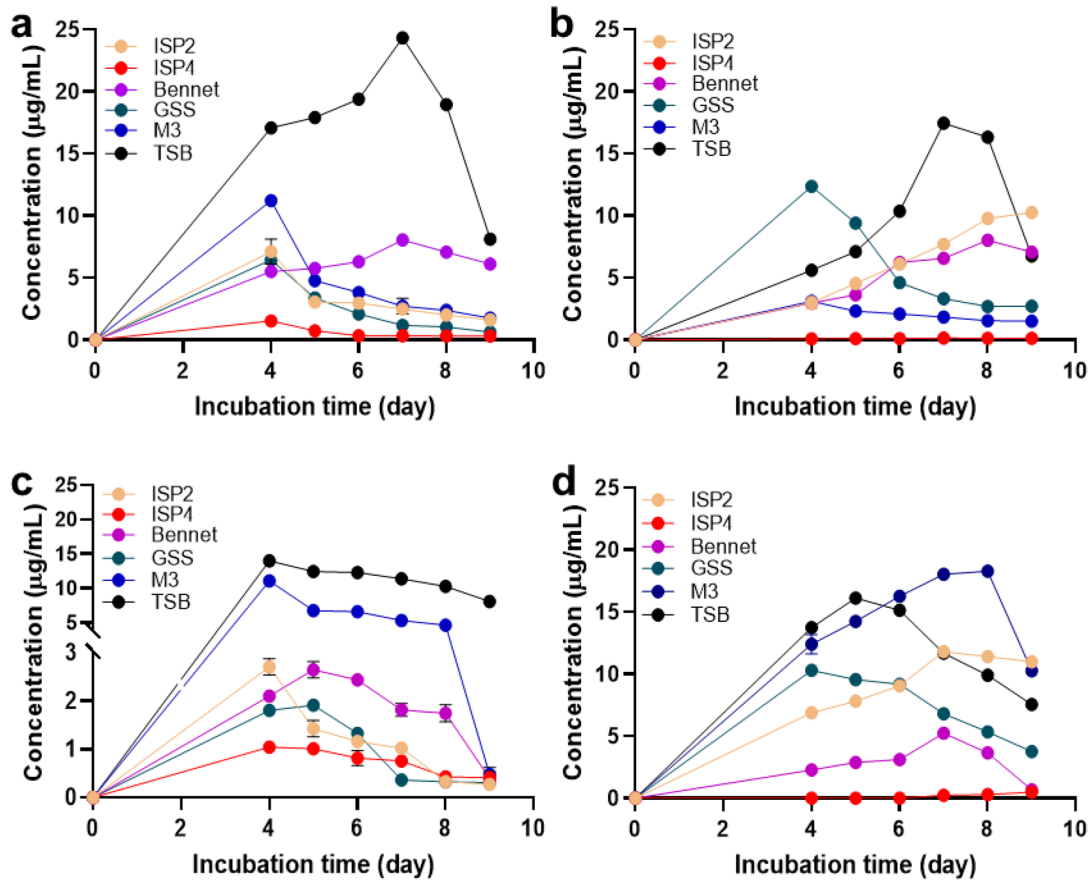 a
Concentration (μg/mL)
25
20
15
10
5
0
ISP2
ISP4
Bennet
GSS
M3
TSB
0 2 4 6 8 10
Incubation time (day)
b
Concentration (μg/mL)
25
20
15
10
5
0
ISP2
ISP4
Bennet
GSS
M3
TSB
0 2 4 6 8 10
Incubation time (day)
c
Concentration (μg/mL)
25
20
15
10
5
3
2
1
0
ISP2
ISP4
Bennet
GSS
M3
TSB
0 2 4 6 8 10
Incubation time (day)
d
Concentration (μg/mL)
25
20
15
10
5
0
ISP2
ISP4
Bennet
GSS
M3
TSB
0 2 4 6 8 10
Incubation time (day)